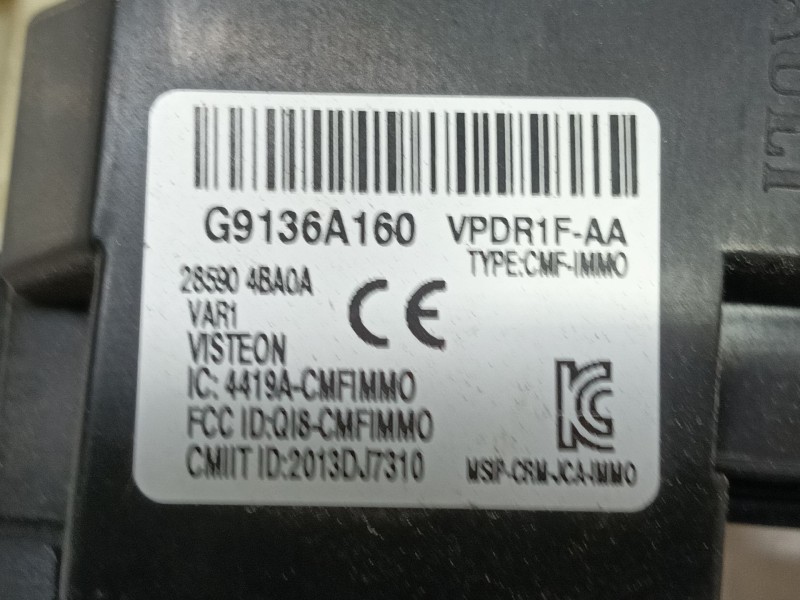 G9136A160 VPDR1F-AA
TYPE:CMF-IMMO
28590 4BA0A
VAR1
CE
VISTEON
IC: 4419A-CMFIMMO
FCC ID:QI8-CMFIMMO
CMIIT ID:2013DJ7310
KC
MSIP-CRM-JCA-IMMO